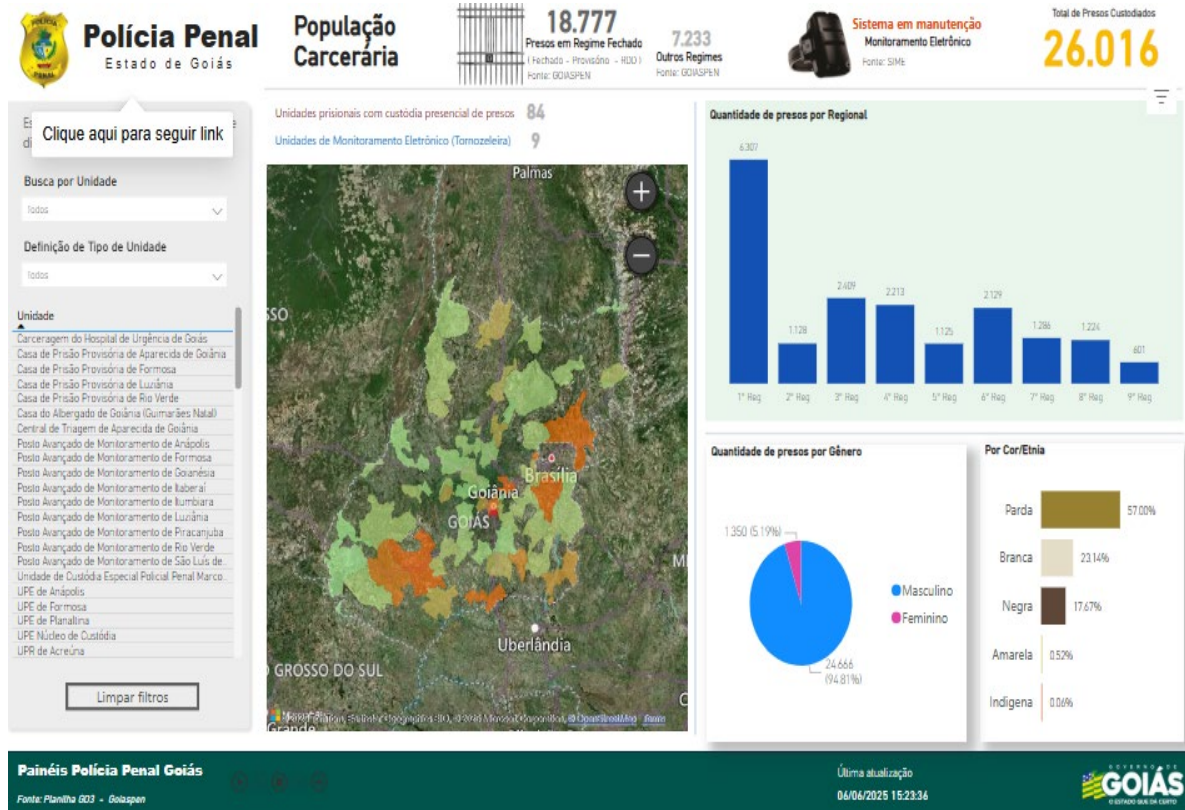 Polícia Penal
Estado de Goiás
População
Carcerária
18.777
Presos em Regime Fechado
( Fechado - Provisório - RDD )
Fonte: GOIASPEN
7.233
Outros Regimes
Fonte: GOIASPEN
Sistema em manutenção
Monitoramento Eletrônico
Fonte: SIME
Total de Presos Custodiados
26.016
Clique aqui para seguir link
Busca por Unidade
Todos
Definição de Tipo de Unidade
Todos
Unidade
Carceragem do Hospital de Urgência de Goiás
Casa de Prisão Provisória de Aparecida de Goiânia
Casa de Prisão Provisória de Formosa
Casa de Prisão Provisória de Luziânia
Casa de Prisão Provisória de Rio Verde
Casa do Albergado de Goiânia (Guimarães Natal)
Central de Triagem de Aparecida de Goiânia
Posto Avançado de Monitoramento de Anápolis
Posto Avançado de Monitoramento de Formosa
Posto Avançado de Monitoramento de Goianésia
Posto Avançado de Monitoramento de Itaberaí
Posto Avançado de Monitoramento de Itumbiara
Posto Avançado de Monitoramento de Luziânia
Posto Avançado de Monitoramento de Piracanjuba
Posto Avançado de Monitoramento de Rio Verde
Posto Avançado de Monitoramento de São Luís de...
Unidade de Custódia Especial Policial Penal Marco...
UPE de Anápolis
UPE de Formosa
UPE de Planaltina
UPE Núcleo de Custódia
UPR de Acreúna
Limpar filtros
Unidades prisionais com custódia presencial de presos 84
Unidades de Monitoramento Eletrônico (Tornozeleira) 9
Palmas
SSO
Brasília
Goiânia
GOIÁS
MI
Uberlândia
GROSSO DO SUL
Grande
Quantidade de presos por Regional
6.307
1.128
2.409
2.213
1.125
2.129
1.286
1.224
601
1° Reg 2° Reg 3° Reg 4° Reg 5° Reg 6° Reg 7° Reg 8° Reg 9° Reg
Quantidade de presos por Gênero
1.350 (5.19%)
Masculino
Feminino
24.666
(94.81%)
Por Cor/Etnia
Parda 57.00%
Branca 23.14%
Negra 17.67%
Amarela 0.52%
Indígena 0.06%
Painéis Polícia Penal Goiás
Fonte: Planilha G03 - Goiaspen
Última atualização
06/06/2025 15:23:36
GOVERNO DE
GOIÁS
O ESTADO QUE DÁ CERTO